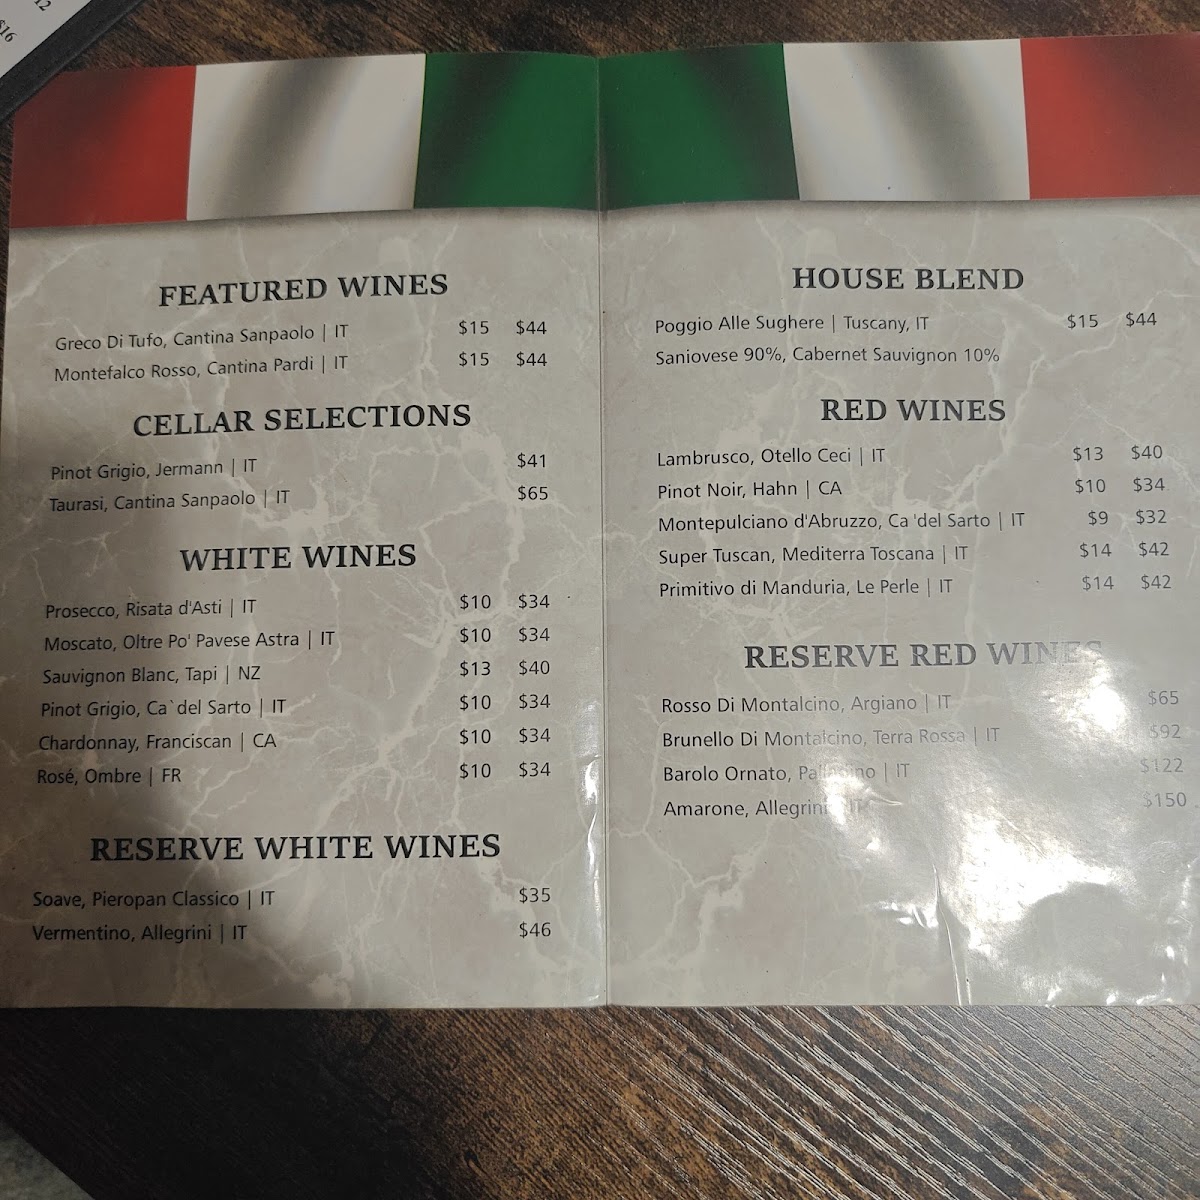 12
$16
FEATURED WINES
Greco Di Tufo, Cantina Sanpaolo | IT $15 $44
Montefalco Rosso, Cantina Pardi | IT $15 $44
CELLAR SELECTIONS
Pinot Grigio, Jermann | IT $41
Taurasi, Cantina Sanpaolo | IT $65
WHITE WINES
Prosecco, Risata d'Asti | IT $10 $34
Moscato, Oltre Po' Pavese Astra | IT $10 $34
Sauvignon Blanc, Tapi | NZ $13 $40
Pinot Grigio, Ca`del Sarto | IT $10 $34
Chardonnay, Franciscan | CA $10 $34
Rosé, Ombre | FR $10 $34
RESERVE WHITE WINES
Soave, Pieropan Classico | IT $35
Vermentino, Allegrini | IT $46
HOUSE BLEND
Poggio Alle Sughere | Tuscany, IT $15 $44
Saniovese 90%, Cabernet Sauvignon 10%
RED WINES
Lambrusco, Otello Ceci | IT $13 $40
Pinot Noir, Hahn | CA $10 $34
Montepulciano d'Abruzzo, Ca 'del Sarto | IT $9 $32
Super Tuscan, Mediterra Toscana | IT $14 $42
Primitivo di Manduria, Le Perle | IT $14 $42
RESERVE RED WINES
Rosso Di Montalcino, Argiano | IT $65
Brunello Di Montalcino, Terra Rossa | IT $92
Barolo Ornato, | IT $122
Amarone, Allegrini | IT $150